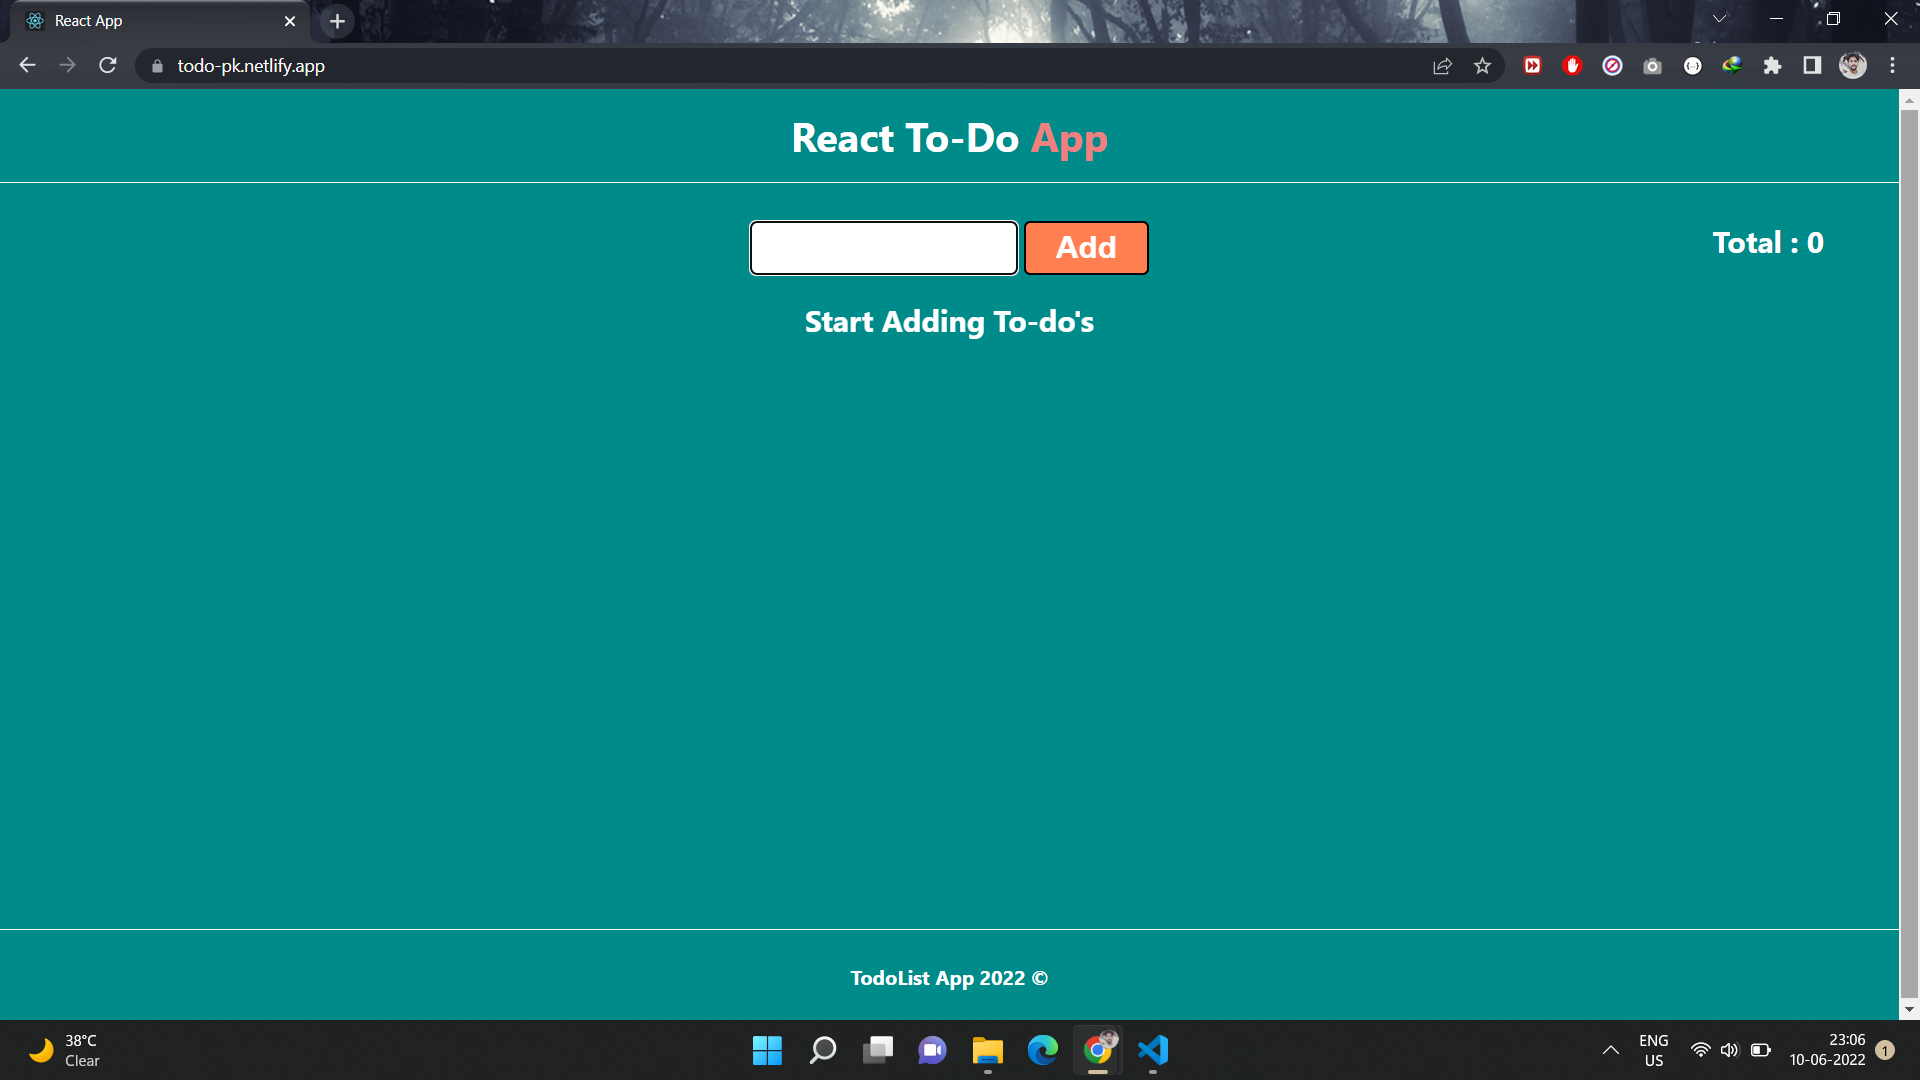 React App
todo-pk.netlify.app
React To-Do App
Add
Total : 0
Start Adding To-do's
TodoList App 2022 ©
38°C
Clear
ENG
US
23:06
10-06-2022
1